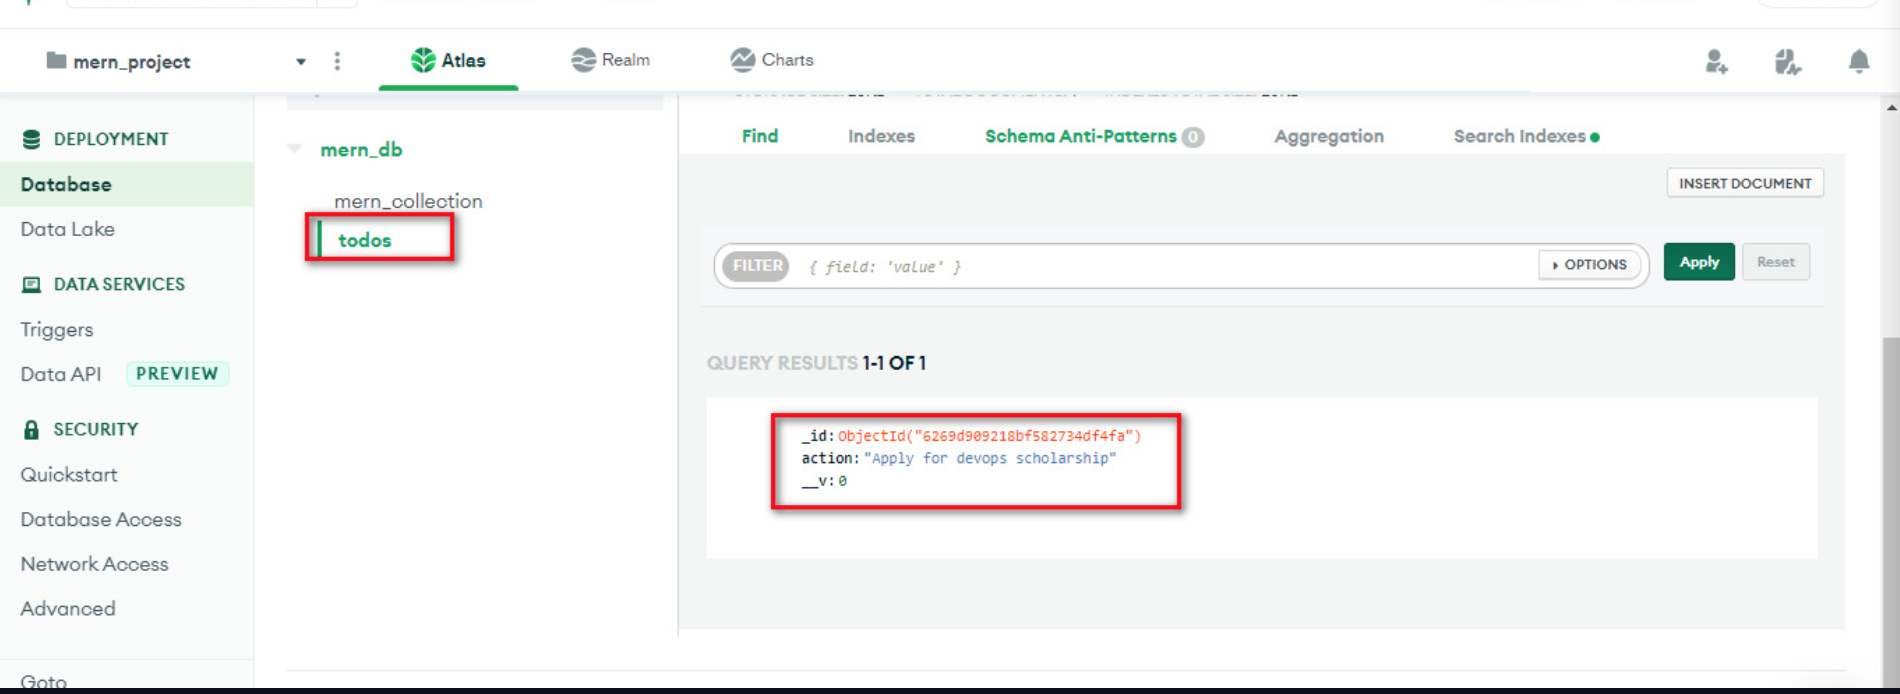 mern_project
Atlas
Realm
Charts
DEPLOYMENT
Database
Data Lake
DATA SERVICES
Triggers
Data API PREVIEW
SECURITY
Quickstart
Database Access
Network Access
Advanced
Goto
mern_db
mern_collection
todos
Find Indexes Schema Anti-Patterns 0 Aggregation Search Indexes
INSERT DOCUMENT
FILTER { field: 'value' } OPTIONS Apply Reset
QUERY RESULTS 1-1 OF 1
_id: ObjectId("6269d909218bf582734df4fa")
action: "Apply for devops scholarship"
__v: 0